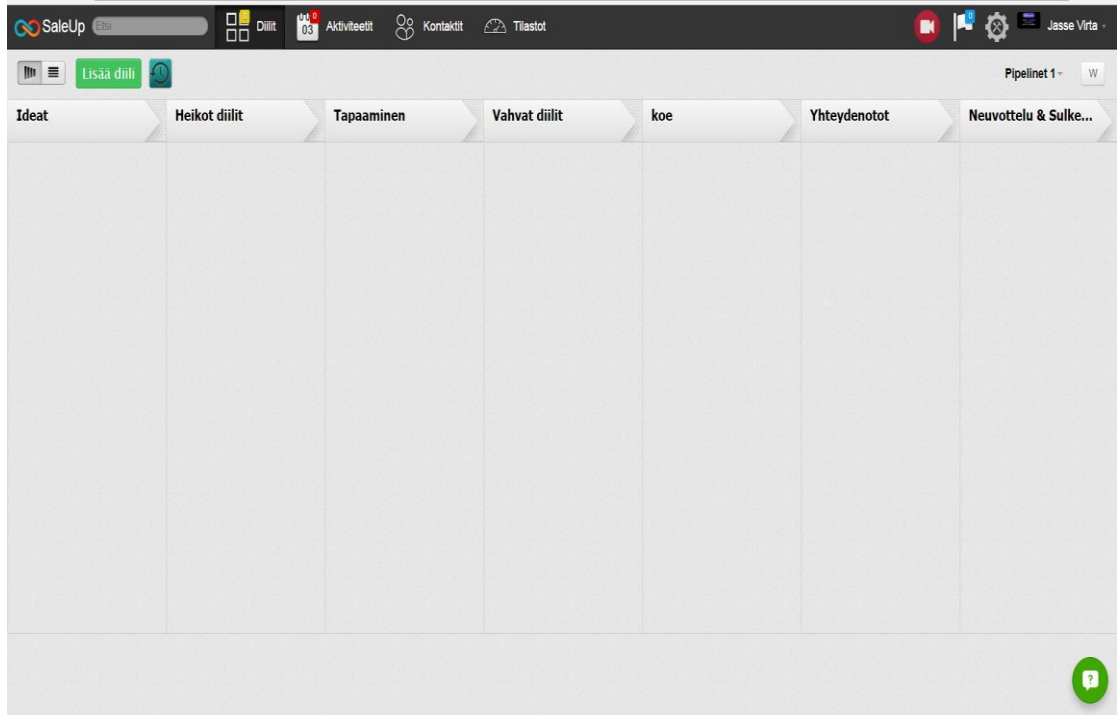 SaleUp
Etsi
Diilit
0
03
Aktiviteetit
Kontaktit
Tilastot
0
Jasse Virta
Lisää diili
Pipelinet 1
W
Ideat
Heikot diilit
Tapaaminen
Vahvat diilit
koe
Yhteydenotot
Neuvottelu & Sulke...
?